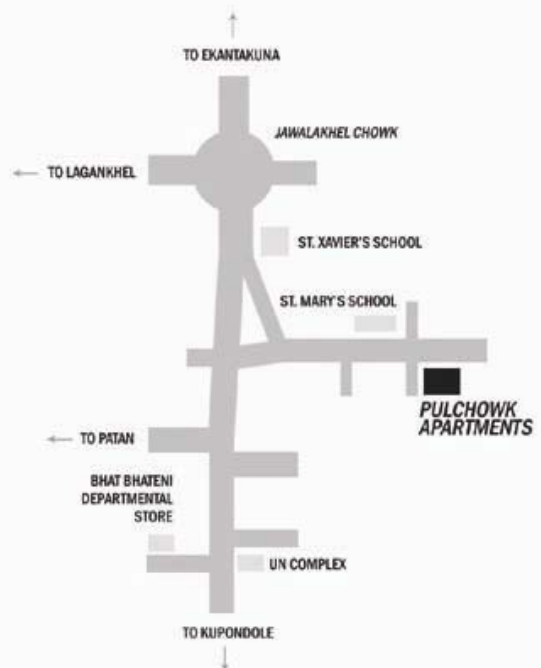 TO EKANTAKUNA
JAWALAKHEL CHOWK
TO LAGANKHEL
ST. XAVIER'S SCHOOL
ST. MARY'S SCHOOL
PULCHOWK
APARTMENTS
TO PATAN
BHAT BHATENI
DEPARTMENTAL
STORE
UN COMPLEX
TO KUPONDOLE